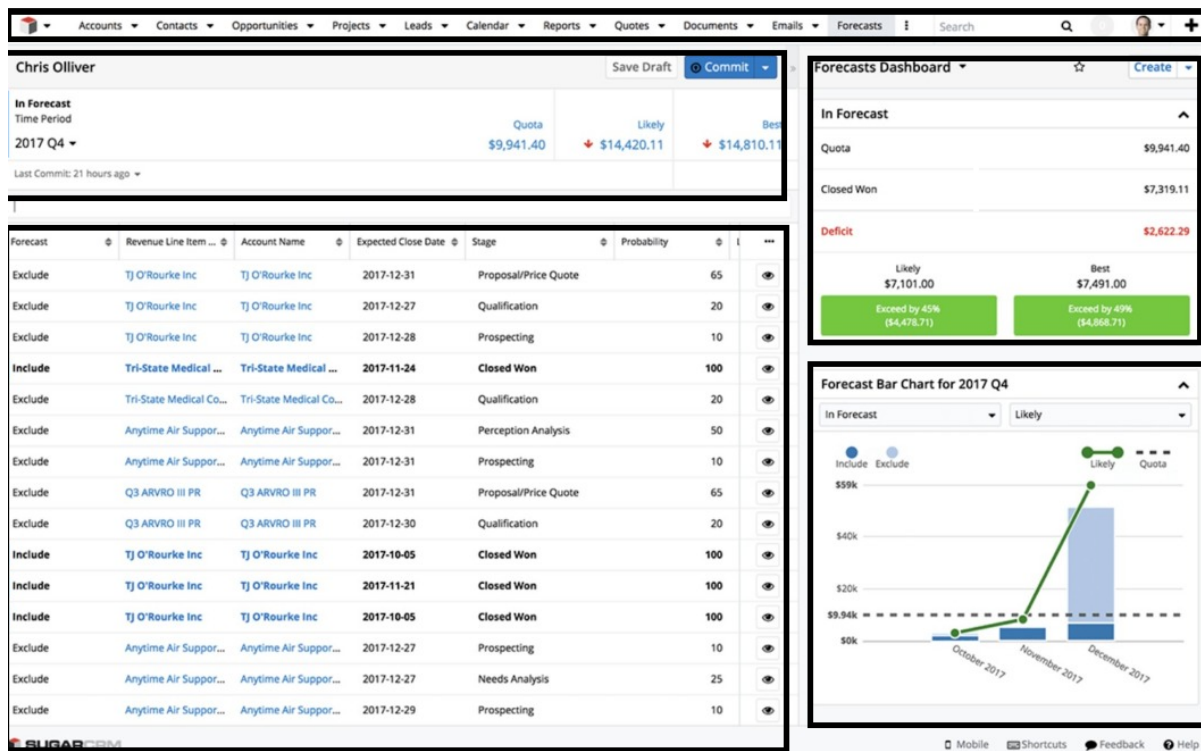 Accounts Contacts Opportunities Projects Leads Calendar Reports Quotes Documents Emails Forecasts Search
Chris Olliver Save Draft Commit
In Forecast
Time Period
2017 Q4
Quota Likely Best
$9,941.40 $14,420.11 $14,810.11
Last Commit: 21 hours ago
Forecast Revenue Line Item ... Account Name Expected Close Date Stage Probability
Exclude TJ O'Rourke Inc TJ O'Rourke Inc 2017-12-31 Proposal/Price Quote 65
Exclude TJ O'Rourke Inc TJ O'Rourke Inc 2017-12-27 Qualification 20
Exclude TJ O'Rourke Inc TJ O'Rourke Inc 2017-12-28 Prospecting 10
Include Tri-State Medical ... Tri-State Medical ... 2017-11-24 Closed Won 100
Exclude Tri-State Medical Co... Tri-State Medical Co... 2017-12-28 Qualification 20
Exclude Anytime Air Suppor... Anytime Air Suppor... 2017-12-31 Perception Analysis 50
Exclude Anytime Air Suppor... Anytime Air Suppor... 2017-12-31 Prospecting 10
Exclude Q3 ARVRO III PR Q3 ARVRO III PR 2017-12-31 Proposal/Price Quote 65
Exclude Q3 ARVRO III PR Q3 ARVRO III PR 2017-12-30 Qualification 20
Include TJ O'Rourke Inc TJ O'Rourke Inc 2017-10-05 Closed Won 100
Include TJ O'Rourke Inc TJ O'Rourke Inc 2017-11-21 Closed Won 100
Include TJ O'Rourke Inc TJ O'Rourke Inc 2017-10-05 Closed Won 100
Exclude Anytime Air Suppor... Anytime Air Suppor... 2017-12-27 Prospecting 10
Exclude Anytime Air Suppor... Anytime Air Suppor... 2017-12-27 Needs Analysis 25
Exclude Anytime Air Suppor... Anytime Air Suppor... 2017-12-29 Prospecting 10
Forecasts Dashboard Create
In Forecast
Quota $9,941.40
Closed Won $7,319.11
Deficit $2,622.29
Likely Best
$7,101.00 $7,491.00
Exceed by 45% Exceed by 49%
($4,478.71) ($4,868.71)
Forecast Bar Chart for 2017 Q4
In Forecast Likely
Include Exclude Likely Quota
$59k
$40k
$20k
$9.94k
$0k
October 2017 November 2017 December 2017
SUGARCRM Mobile Shortcuts Feedback Help